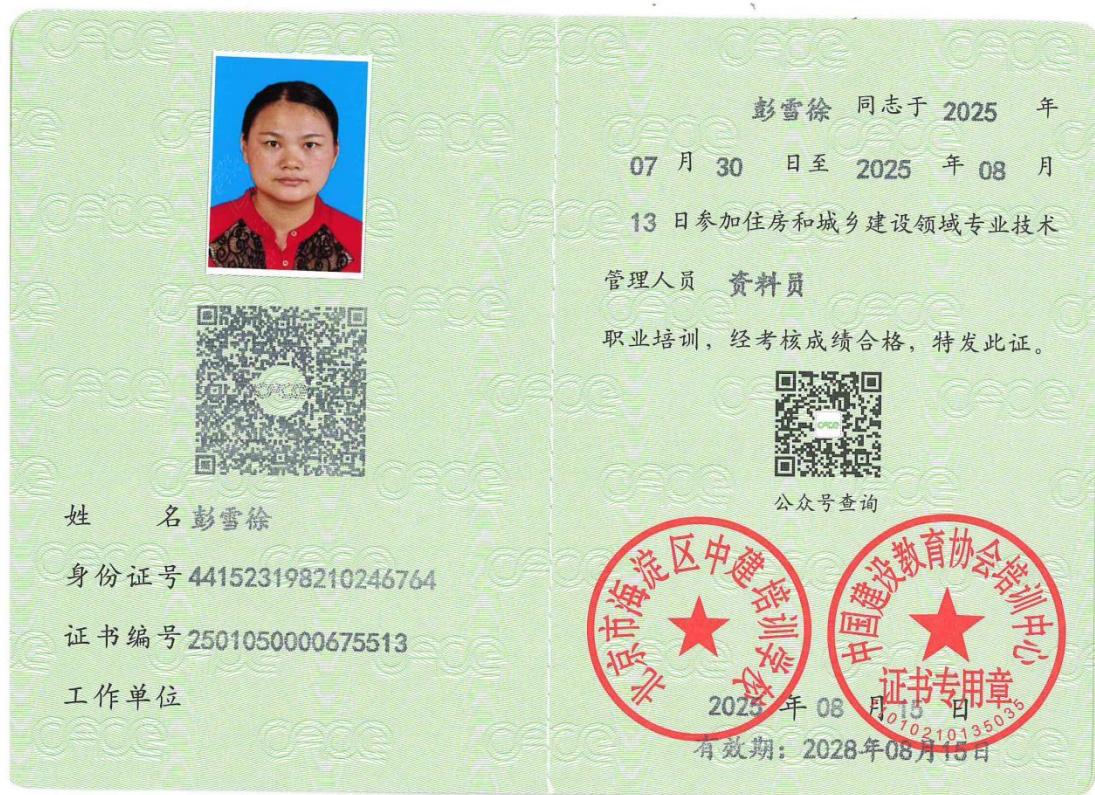 姓 名 彭雪徐
身份证号 441523198210246764
证书编号 2501050000675513
工作单位
彭雪徐 同志于 2025 年
07 月 30 日至 2025 年 08 月
13 日参加住房和城乡建设领域专业技术
管理人员 资料员
职业培训，经考核成绩合格，特发此证。
公众号查询
北京市海淀区中建培训学校
中国建设教育协会培训中心
证书专用章
11010210135035
2025 年 08 月 15 日
有效期：2028年08月15日